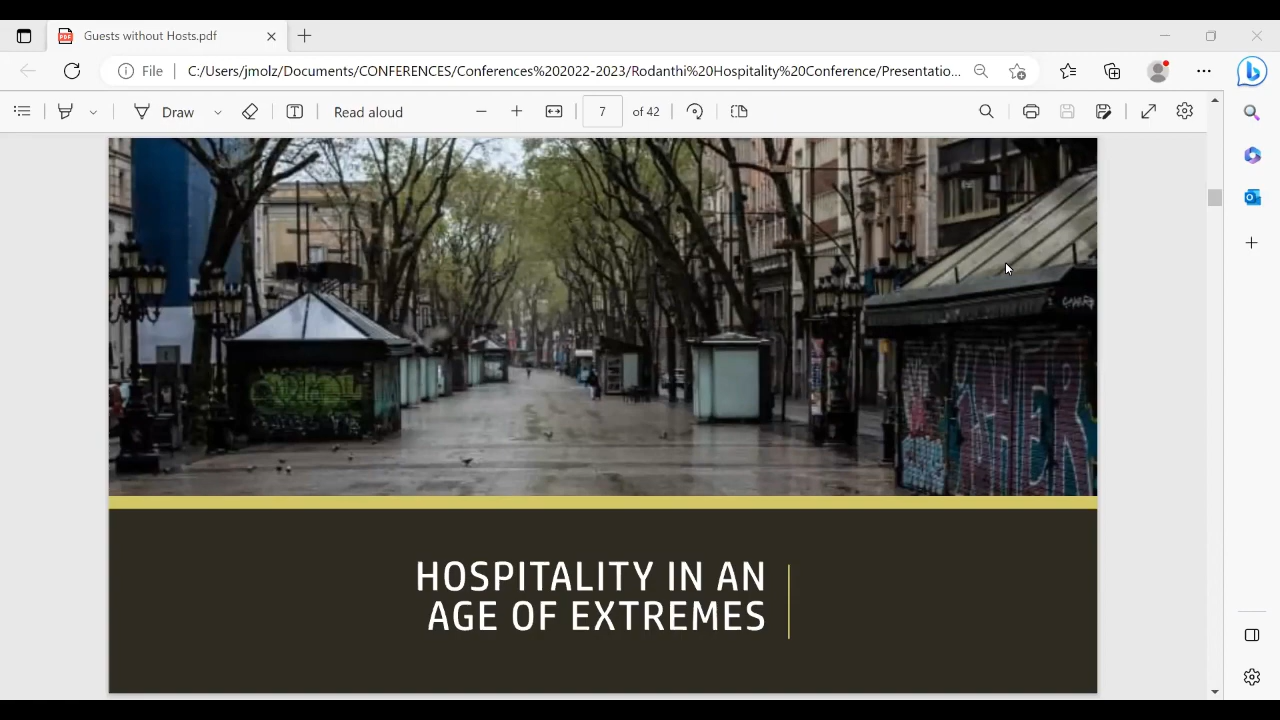 Guests without Hosts.pdf
File
C:/Users/jmolz/Documents/CONFERENCES/Conferences%202022-2023/Rodanthi%20Hospitality%20Conference/Presentatio...
Draw
Read aloud
7
of 42
HOSPITALITY IN AN
AGE OF EXTREMES